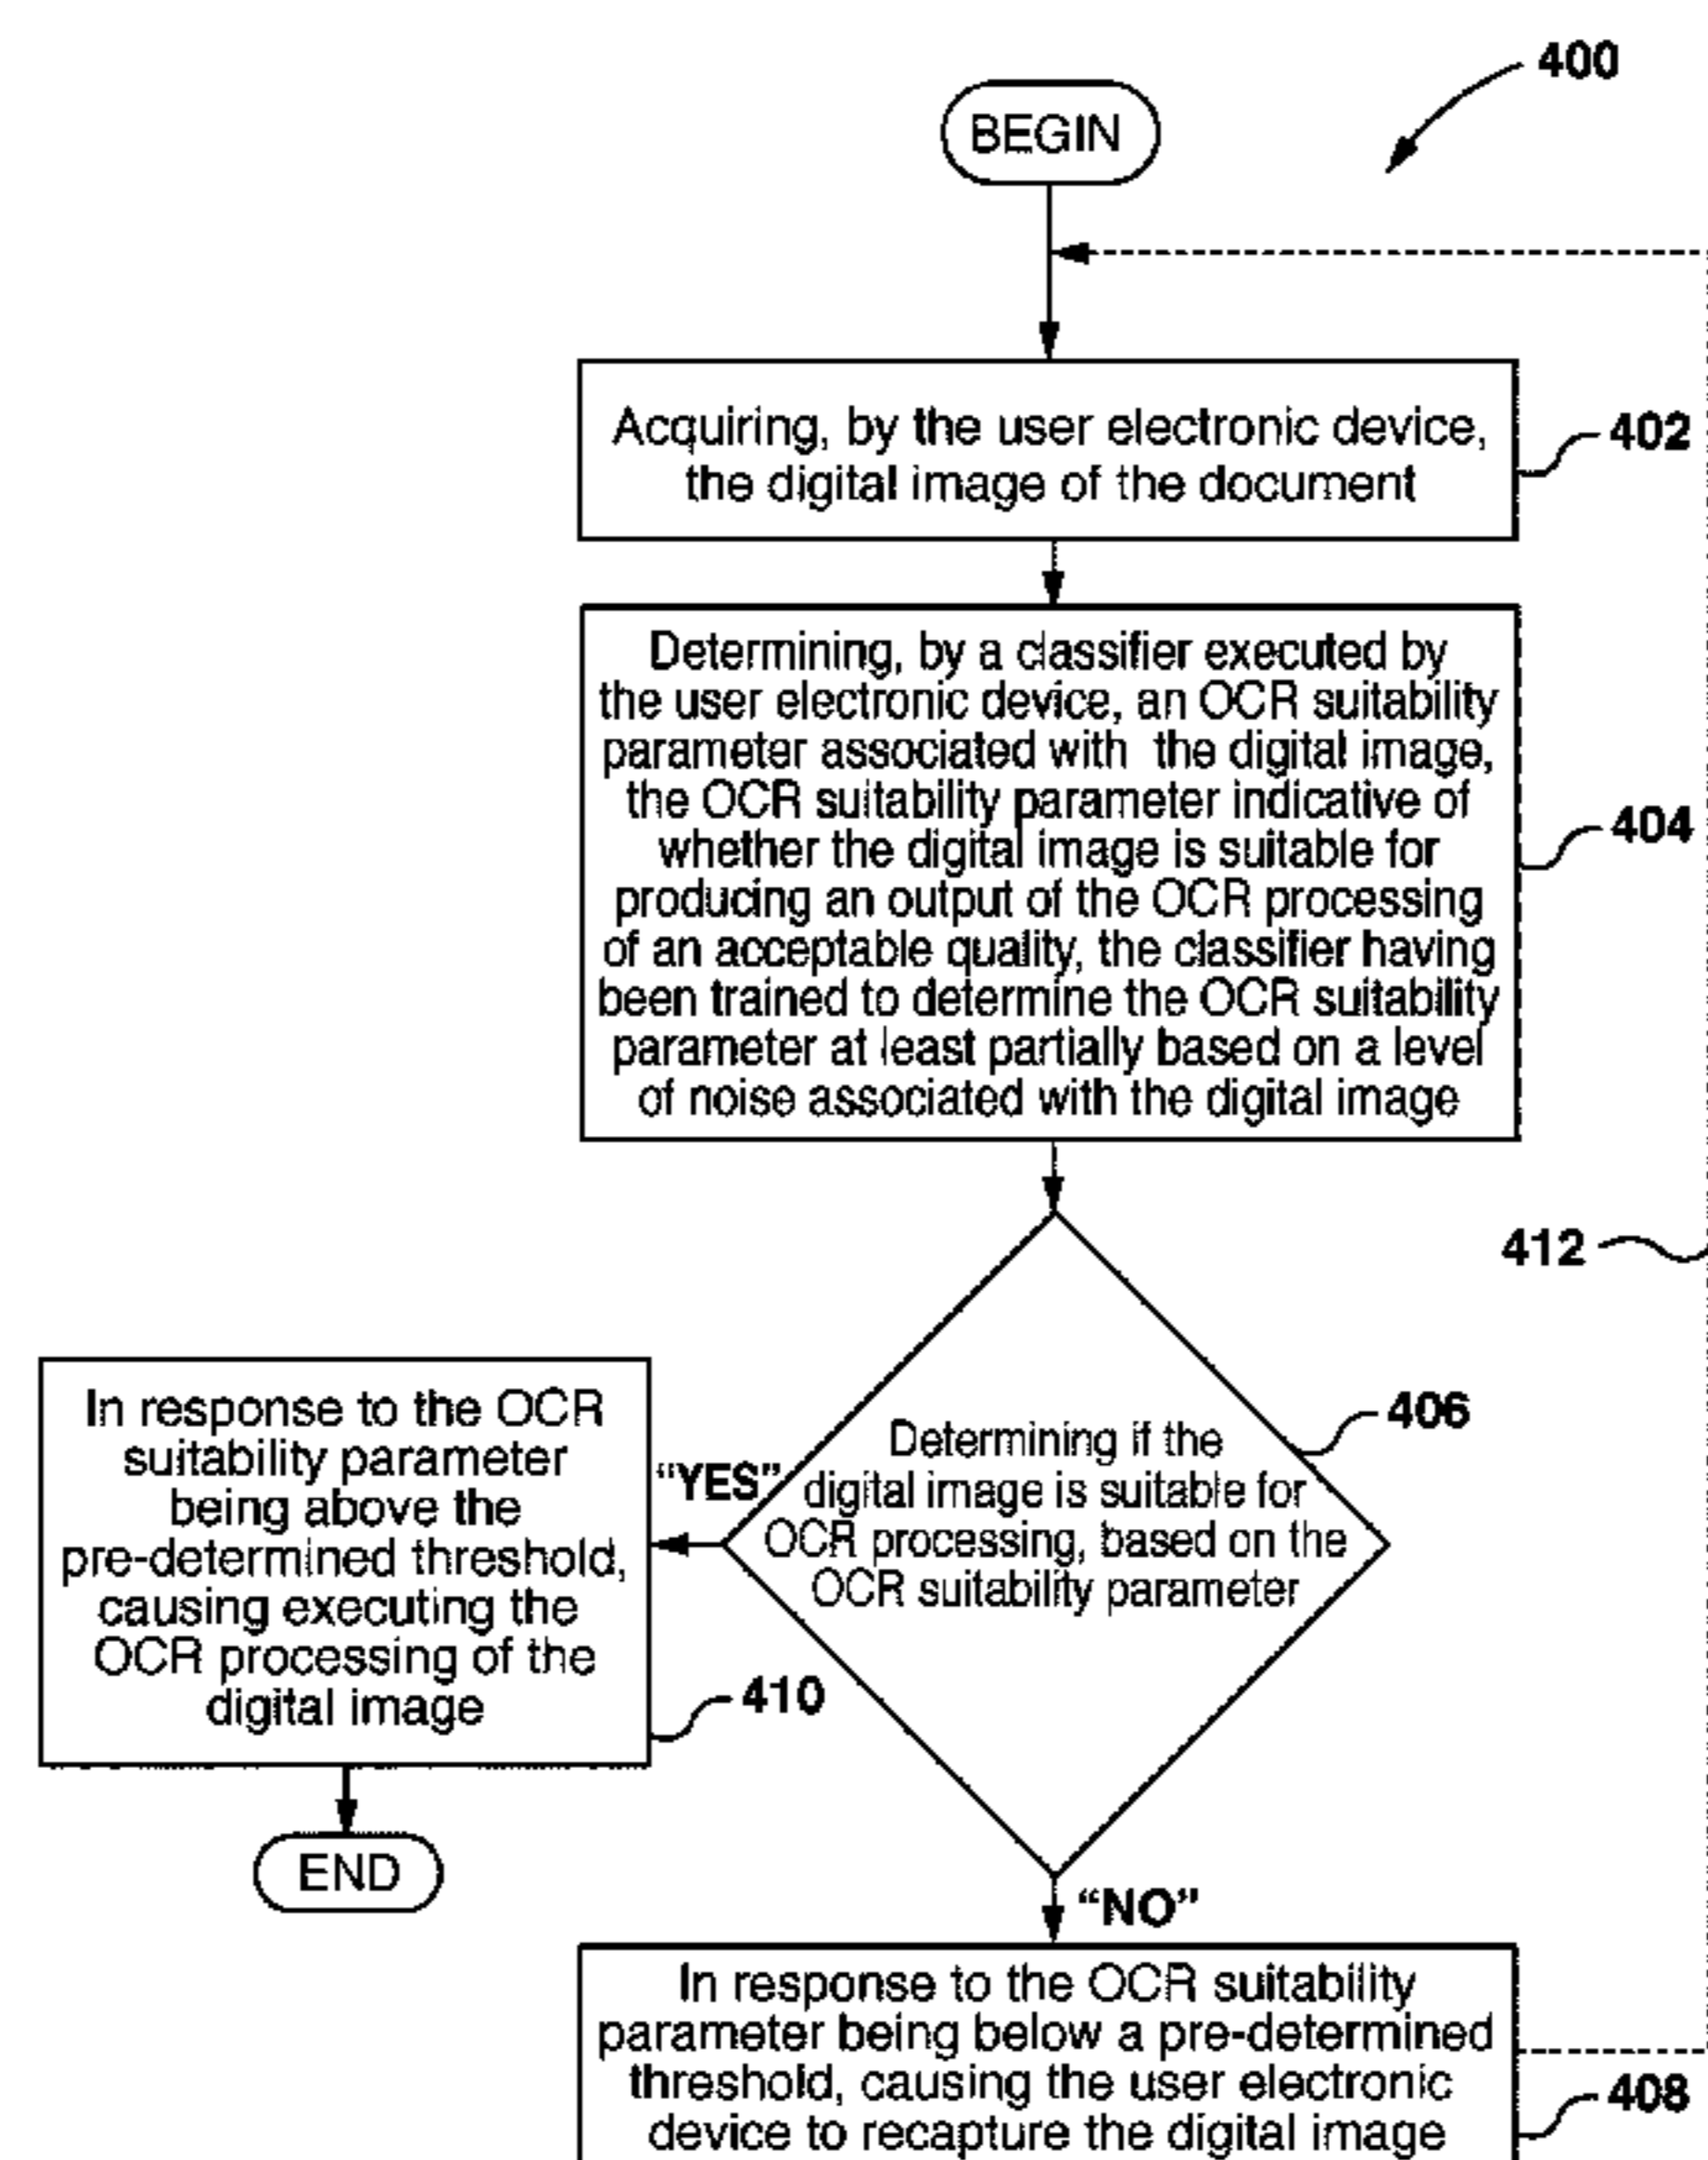 400
BEGIN
Acquiring, by the user electronic device,
the digital image of the document
402
Determining, by a classifier executed by
the user electronic device, an OCR suitability
parameter associated with the digital image,
the OCR suitability parameter indicative of
whether the digital image is suitable for
producing an output of the OCR processing
of an acceptable quality, the classifier having
been trained to determine the OCR suitability
parameter at least partially based on a level
of noise associated with the digital image
404
412
Determining if the
digital image is suitable for
OCR processing, based on the
OCR suitability parameter
406
“YES”
In response to the OCR
suitability parameter
being above the
pre-determined threshold,
causing executing the
OCR processing of the
digital image
410
END
“NO”
In response to the OCR suitability
parameter being below a pre-determined
threshold, causing the user electronic
device to recapture the digital image
408